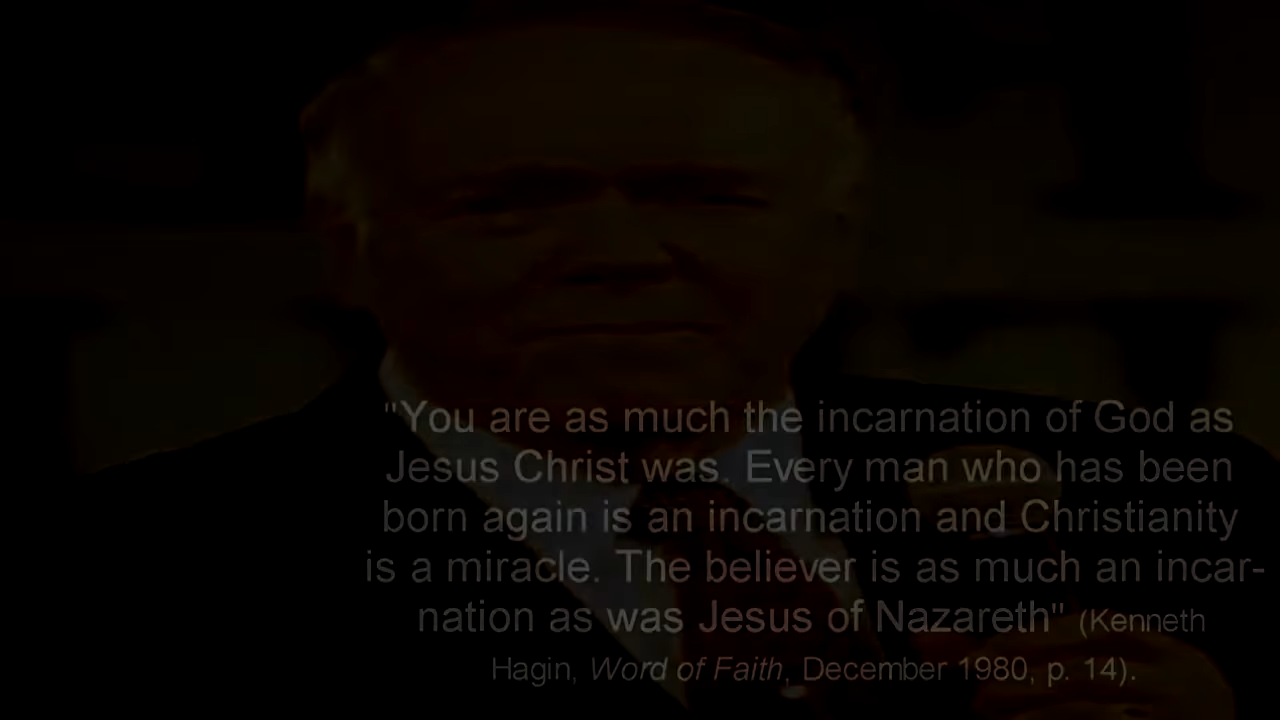 "You are as much the incarnation of God as
Jesus Christ was. Every man who has been
born again is an incarnation and Christianity
is a miracle. The believer is as much an incar-
nation as was Jesus of Nazareth" (Kenneth
Hagin, Word of Faith, December 1980, p. 14).